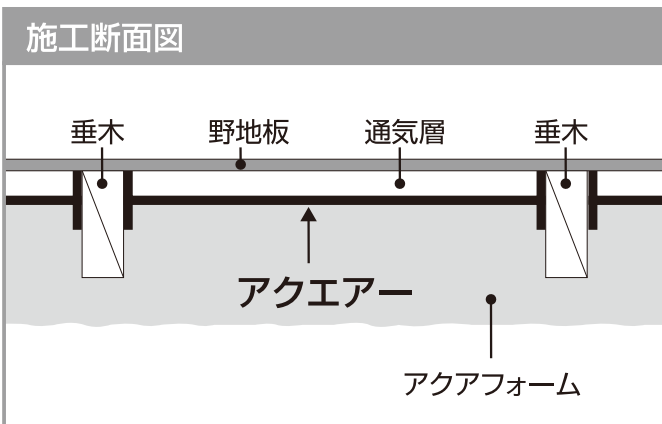 施工断面図
垂木
野地板
通気層
垂木
アクエアー
アクアフォーム